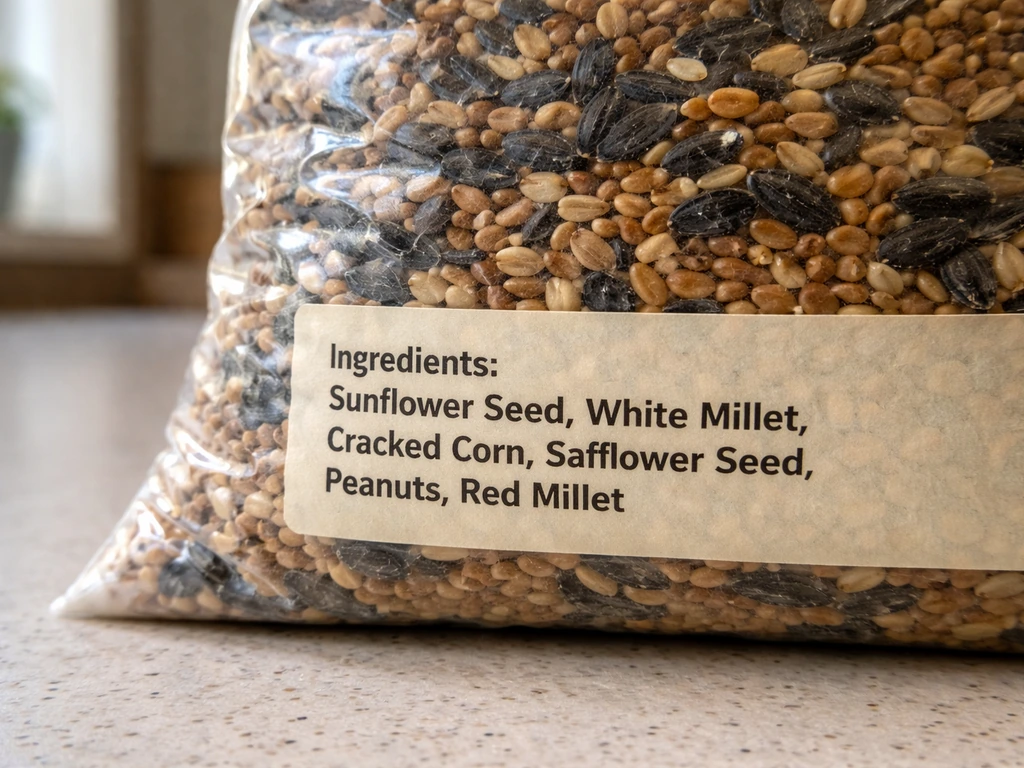 Ingredients:
Sunflower Seed, White Millet,
Cracked Corn, Safflower Seed,
Peanuts, Red Millet